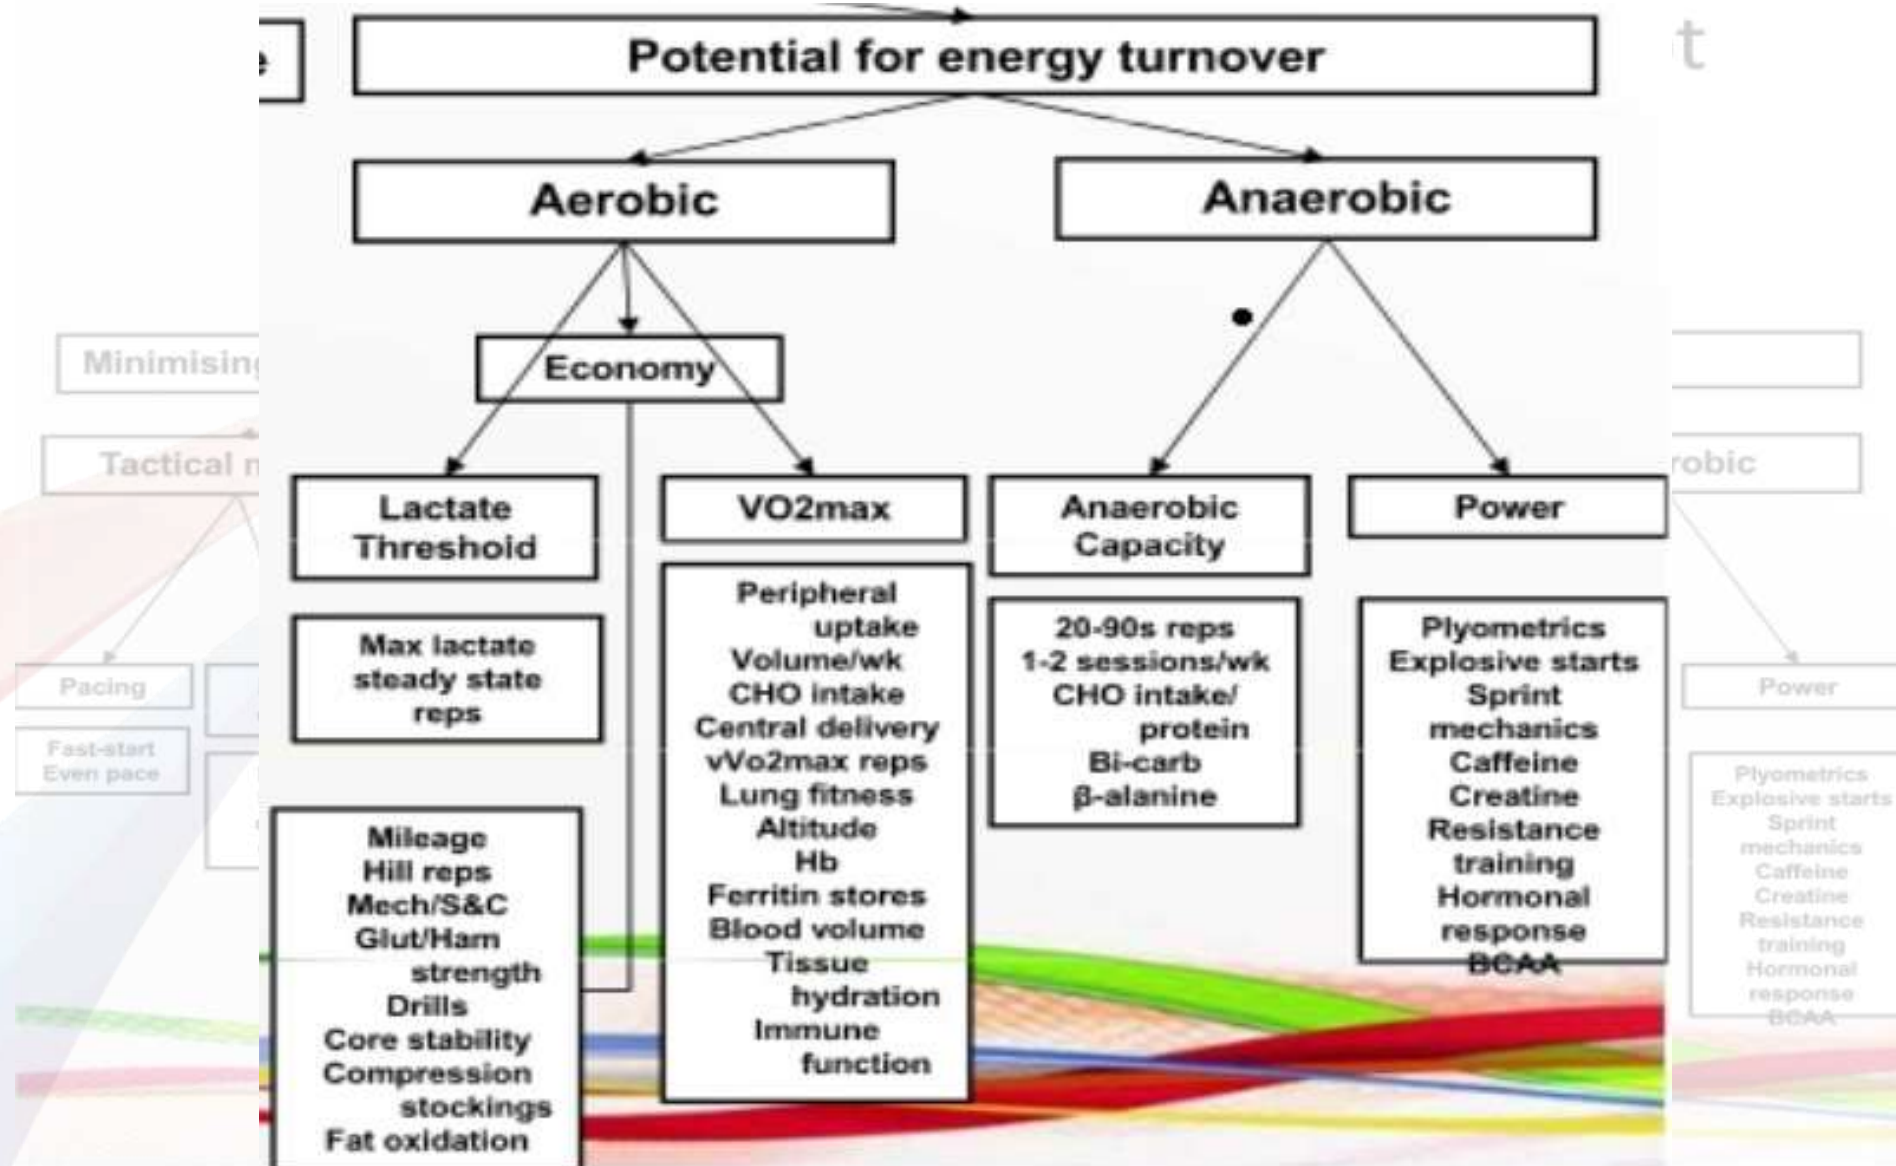 t
e
Potential for energy turnover
Aerobic
Anaerobic
Economy
Minimising
Tactical
robic
Lactate
Threshold
VO2max
Anaerobic
Capacity
Power
Max lactate
steady state
reps
Peripheral
uptake
Volume/wk
CHO intake
Central delivery
vVo2max reps
Lung fitness
Altitude
Hb
Ferritin stores
Blood volume
Tissue
hydration
Immune
function
20-90s reps
1-2 sessions/wk
CHO intake/
protein
Bi-carb
β-alanine
Plyometrics
Explosive starts
Sprint
mechanics
Caffeine
Creatine
Resistance
training
Hormonal
response
BCAA
Mileage
Hill reps
Mech/S&C
Glut/Ham
strength
Drills
Core stability
Compression
stockings
Fat oxidation
Pacing
Fast-start
Even pace
Power
Plyometrics
Explosive starts
Sprint
mechanics
Caffeine
Creatine
Resistance
training
Hormonal
response
BCAA